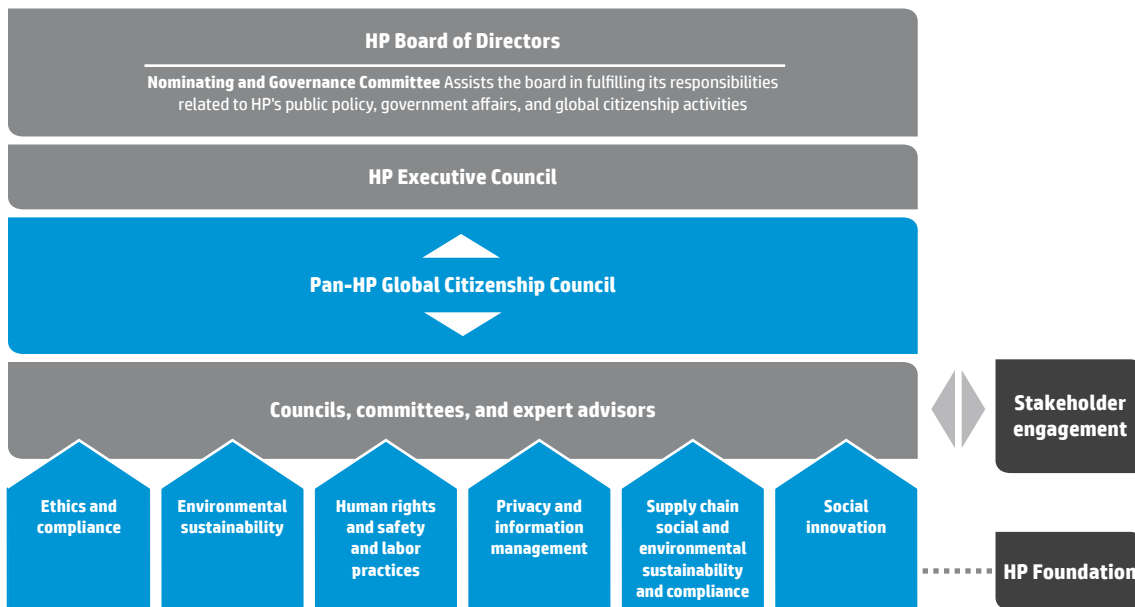 HP Board of Directors
Nominating and Governance Committee Assists the board in fulfilling its responsibilities
related to HP's public policy, government affairs, and global citizenship activities
HP Executive Council
Pan-HP Global Citizenship Council
Councils, committees, and expert advisors
Stakeholder
engagement
Ethics and
compliance
Environmental
sustainability
Human rights
and safety
and labor
practices
Privacy and
information
management
Supply chain
social and
environmental
sustainability
and compliance
Social
innovation
HP Foundation